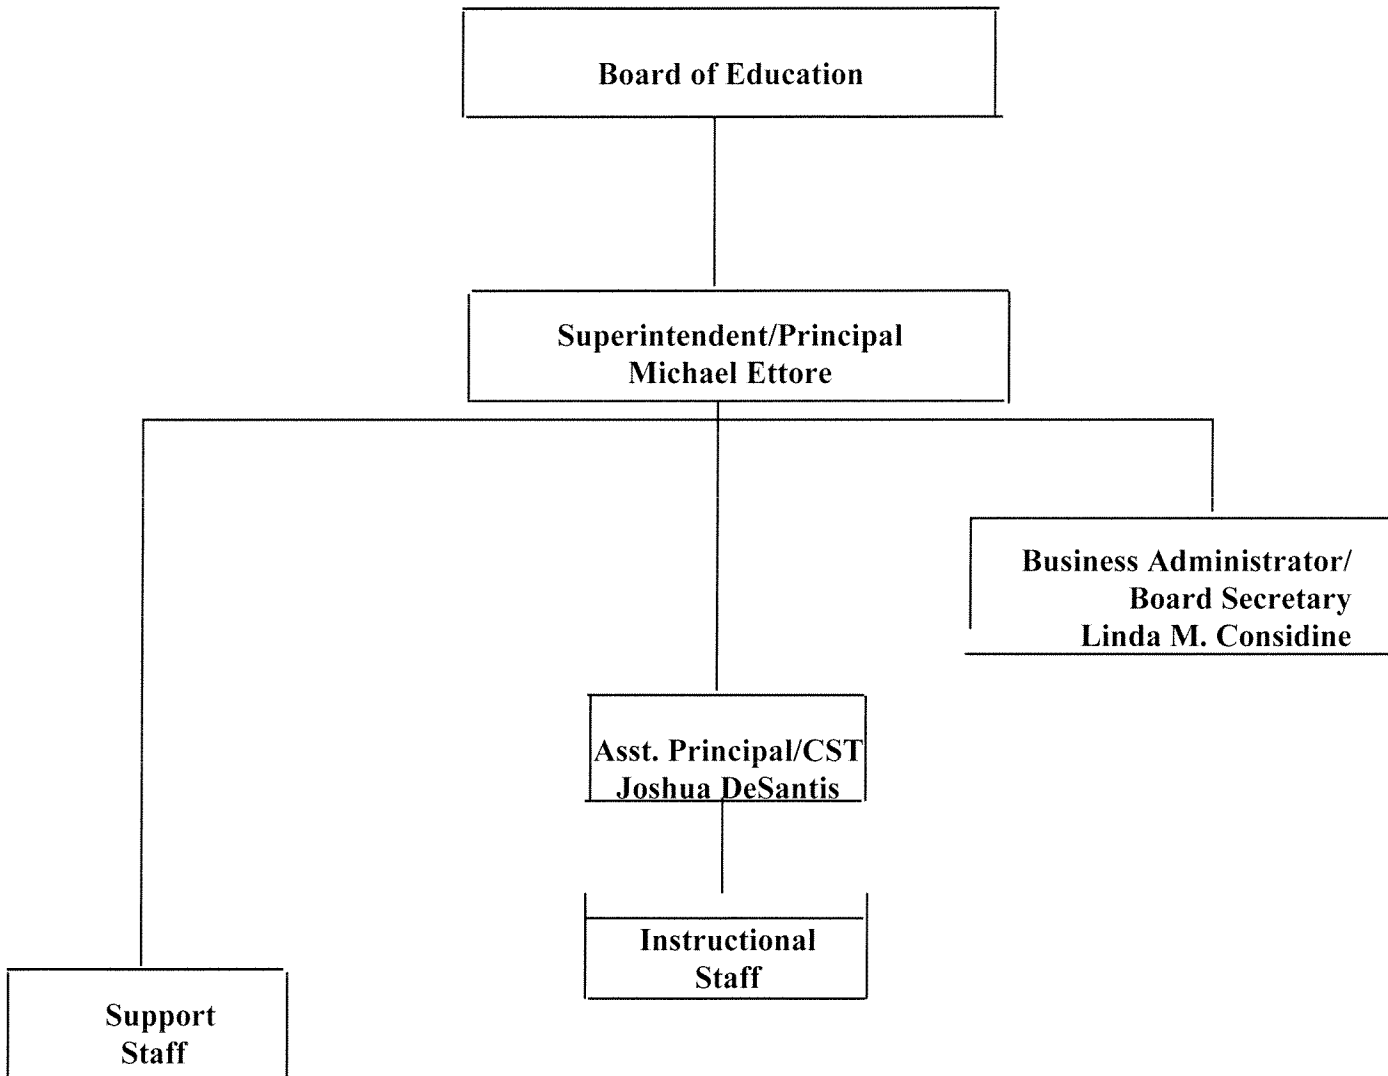 Board of Education
Superintendent/Principal
Michael Ettore
Business Administrator/
Board Secretary
Linda M. Considine
Asst. Principal/CST
Joshua DeSantis
Instructional
Staff
Support
Staff